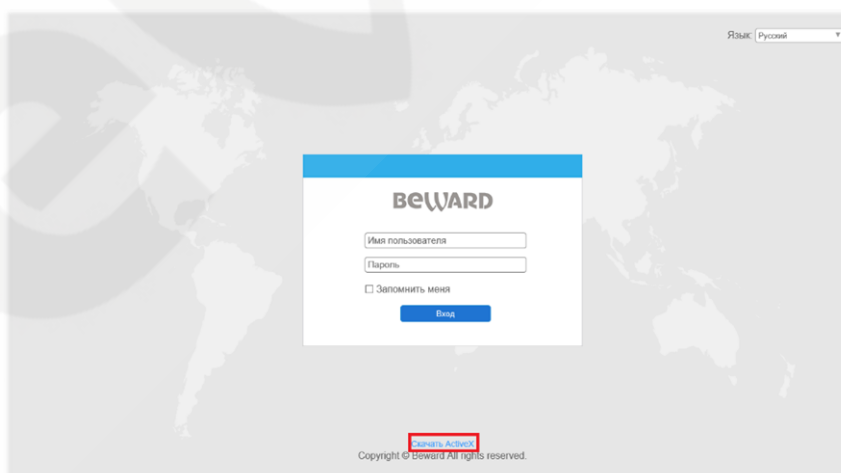 Язык: Русский
BEWARD
Имя пользователя
Пароль
Запомнить меня
Вход
Скачать ActiveX
Copyright © Beward All rights reserved.